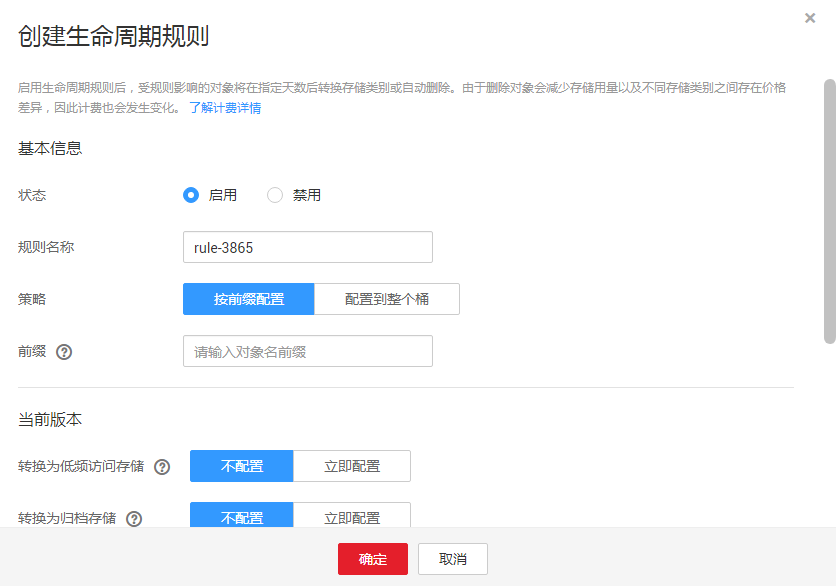 创建生命周期规则
启用生命周期规则后，受规则影响的对象将在指定天数后转换存储类别或自动删除。由于删除对象会减少存储用量以及不同存储类别之间存在价格
差异，因此计费也会发生变化。 了解计费详情
基本信息
状态 启用 禁用
规则名称 rule-3865
策略 按前缀配置 配置到整个桶
前缀 ? 请输入对象名前缀
当前版本
转换为低频访问存储 ? 不配置 立即配置
转换为归档存储 ? 不配置 立即配置
确定 取消